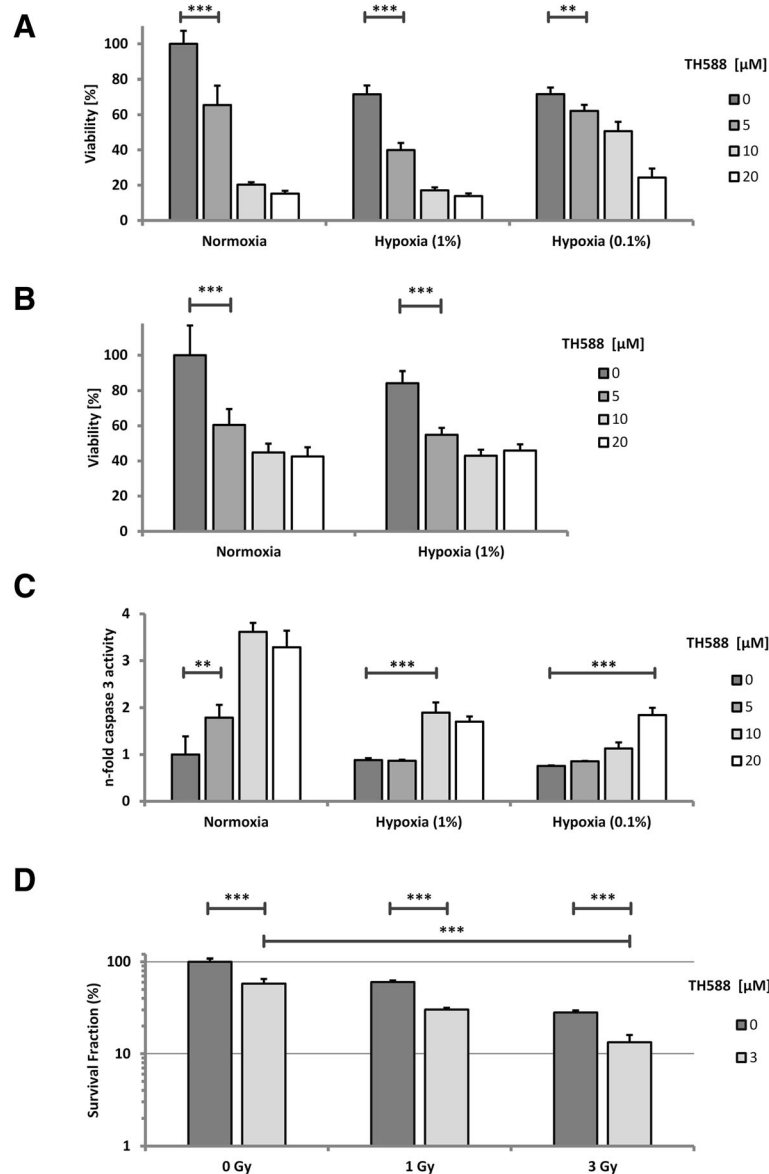 A
*** *** **
Viability [%]
100
80
60
40
20
0
Normoxia Hypoxia (1%) Hypoxia (0.1%)
TH588 [µM]
0
5
10
20
B
*** ***
Viability [%]
100
80
60
40
20
0
Normoxia Hypoxia (1%)
TH588 [µM]
0
5
10
20
C
** *** ***
n-fold caspase 3 activity
4
3
2
1
0
Normoxia Hypoxia (1%) Hypoxia (0.1%)
TH588 [µM]
0
5
10
20
D
*** *** ***
***
Survival Fraction (%)
100
10
1
0 Gy 1 Gy 3 Gy
TH588 [µM]
0
3